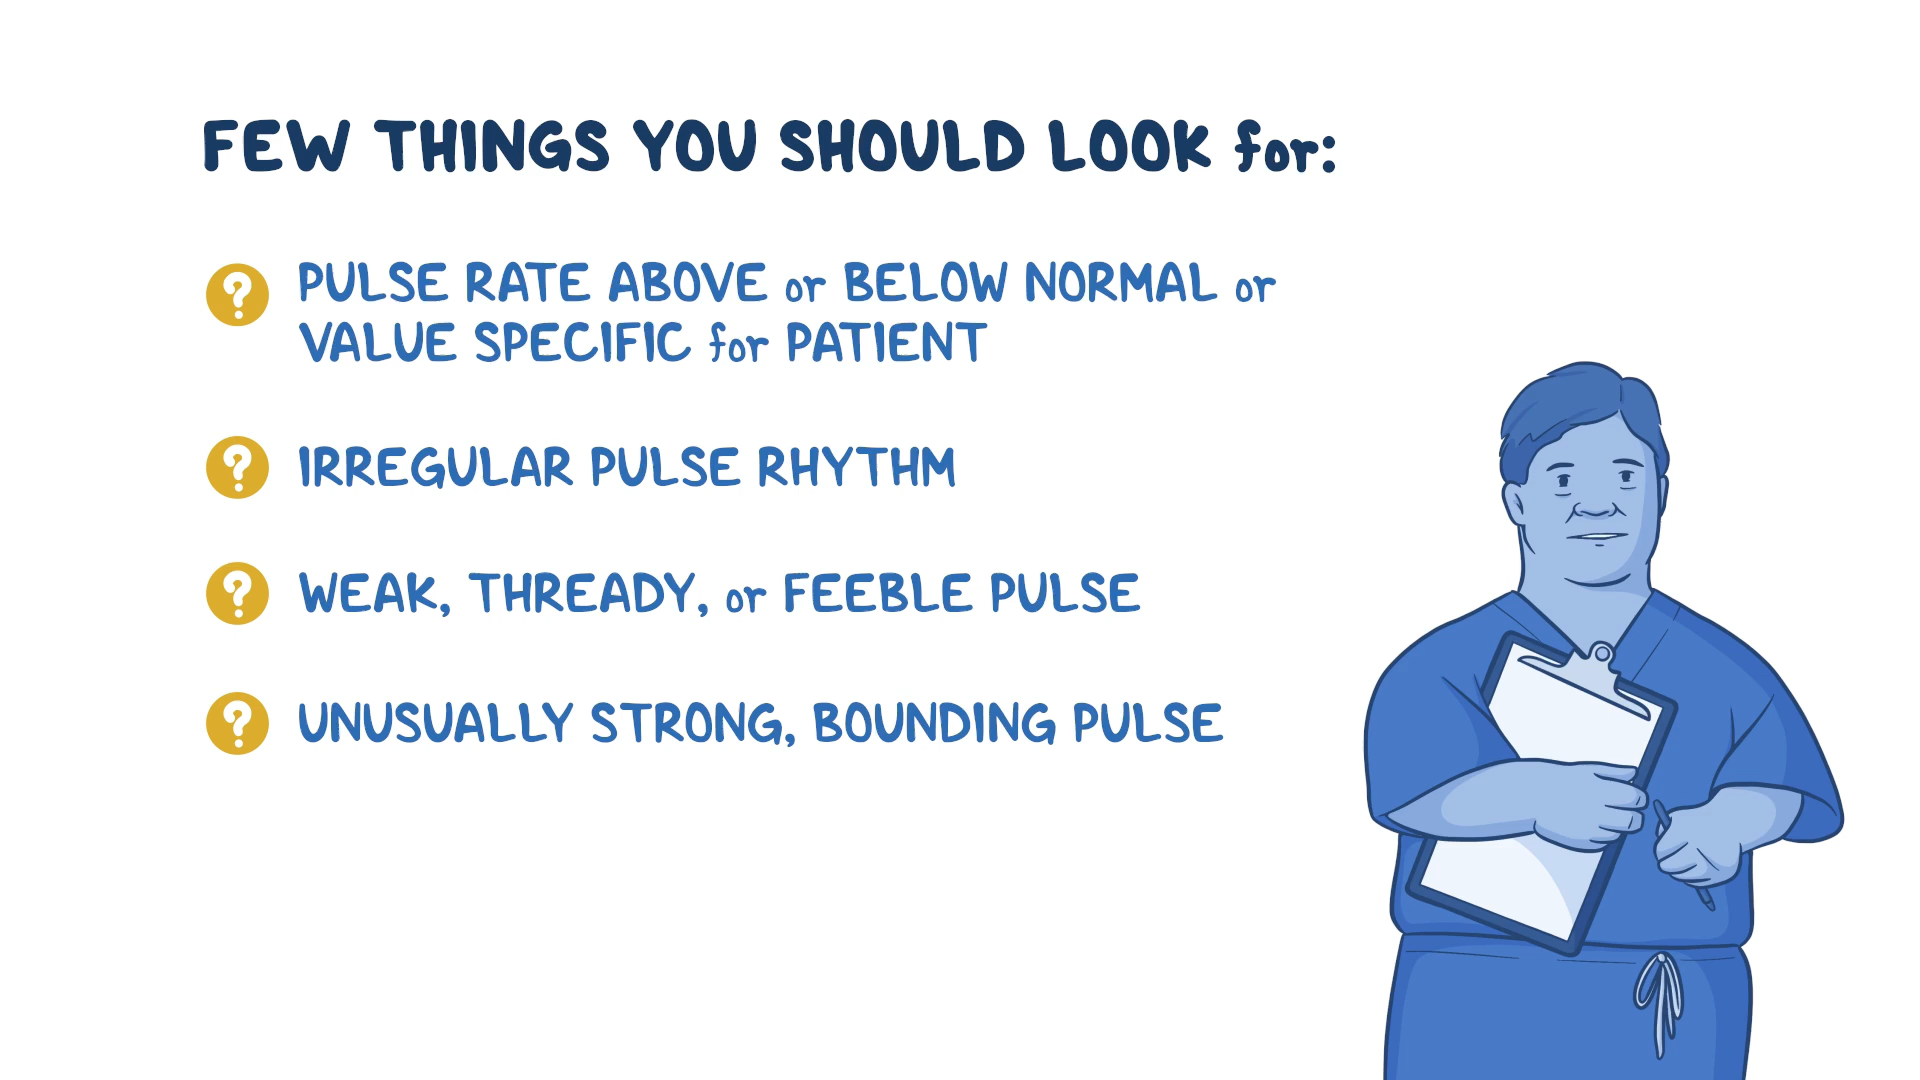 FEW THINGS YOU SHOULD LOOK for:
PULSE RATE ABOVE or BELOW NORMAL or
VALUE SPECIFIC for PATIENT
IRREGULAR PULSE RHYTHM
WEAK, THREADY, or FEEBLE PULSE
UNUSUALLY STRONG, BOUNDING PULSE